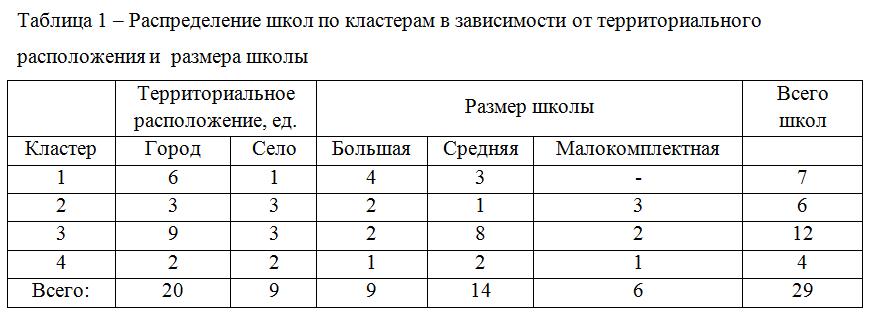 Таблица 1 – Распределение школ по кластерам в зависимости от территориального
расположения и размера школы
Территориальное расположение, ед. Размер школы Всего школ
Кластер Город Село Большая Средняя Малокомплектная
1 6 1 4 3 - 7
2 3 3 2 1 3 6
3 9 3 2 8 2 12
4 2 2 1 2 1 4
Всего: 20 9 9 14 6 29